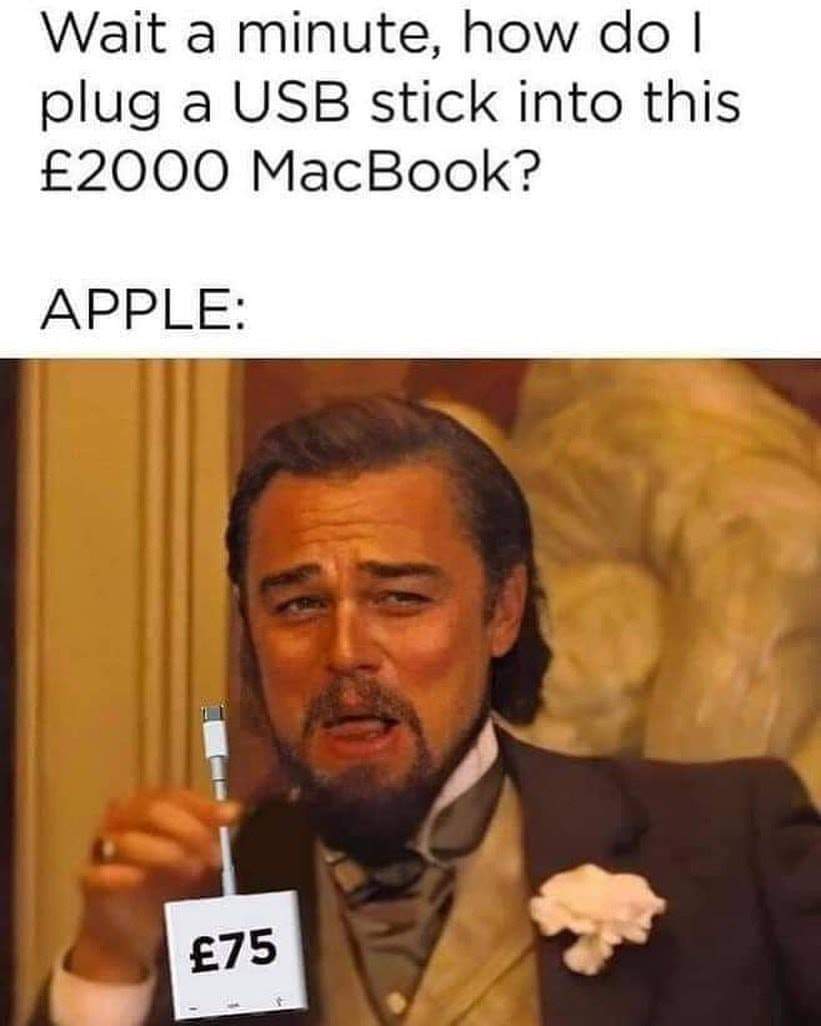 Wait a minute, how do I
plug a USB stick into this
£2000 MacBook?
APPLE:
£75